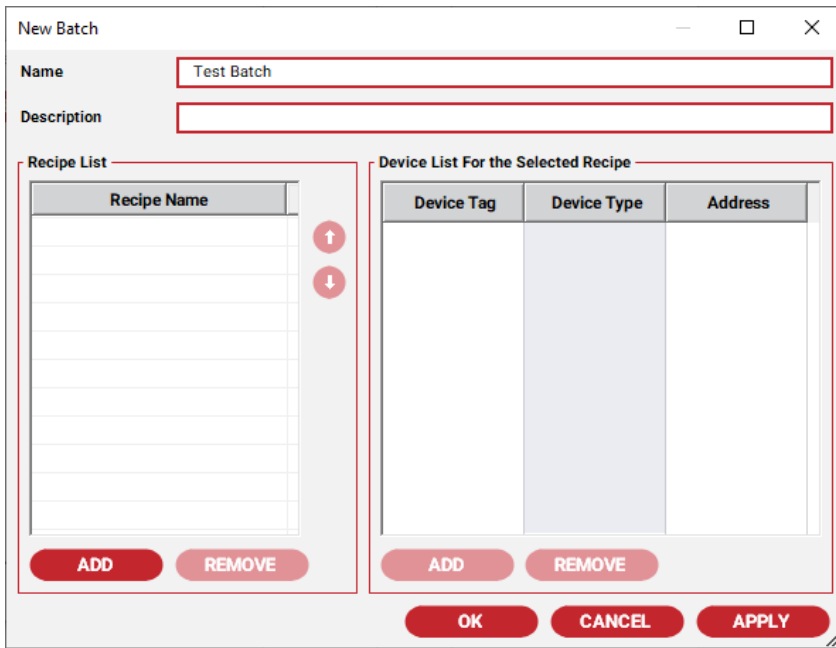 New Batch
Name
Test Batch
Description
Recipe List
Recipe Name
ADD
REMOVE
Device List For the Selected Recipe
Device Tag
Device Type
Address
ADD
REMOVE
OK
CANCEL
APPLY